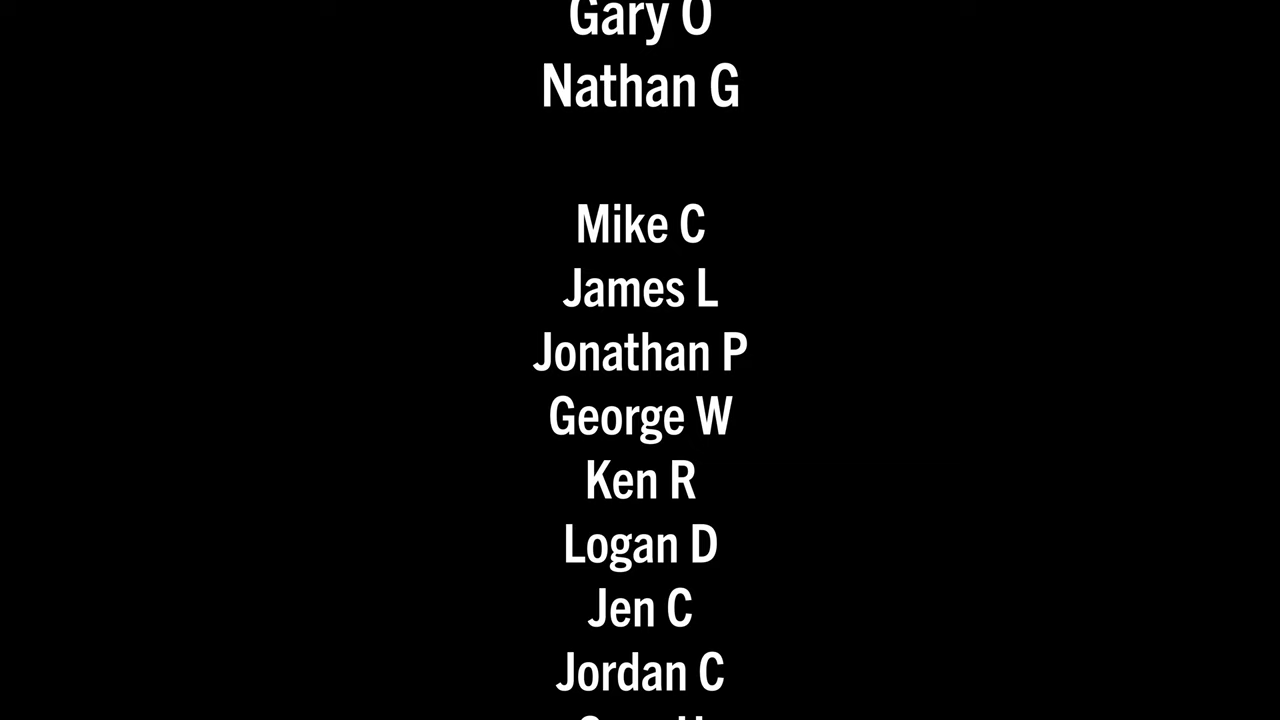 Gary O
Nathan G
Mike C
James L
Jonathan P
George W
Ken R
Logan D
Jen C
Jordan C